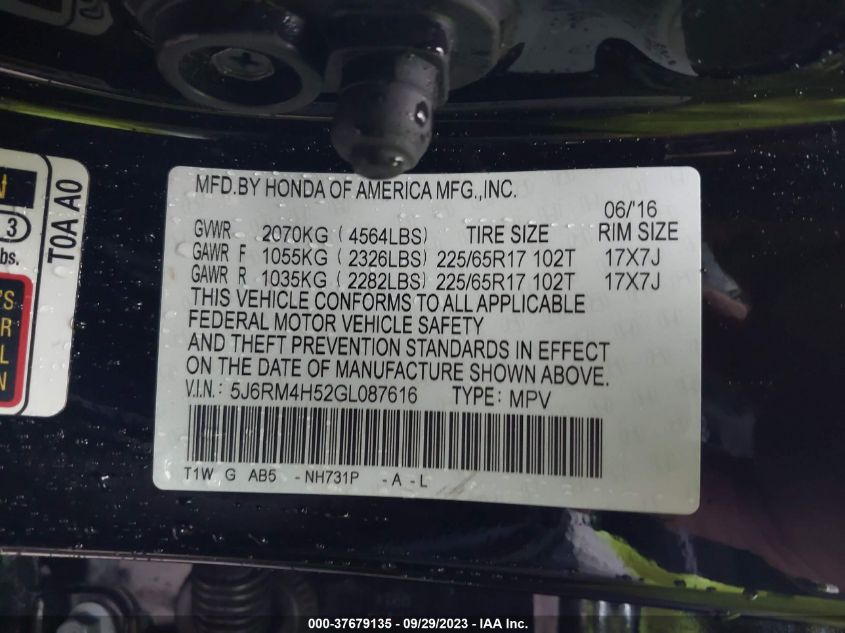 MFD.BY HONDA OF AMERICA MFG.,INC.
06/'16
GVWR 2070KG (4564LBS) TIRE SIZE RIM SIZE
GAWR F 1055KG (2326LBS) 225/65R17 102T 17X7J
GAWR R 1035KG (2282LBS) 225/65R17 102T 17X7J
THIS VEHICLE CONFORMS TO ALL APPLICABLE
FEDERAL MOTOR VEHICLE SAFETY
AND THEFT PREVENTION STANDARDS IN EFFECT
ON THE DATE OF MANUFACTURE SHOWN ABOVE.
V.I.N.: 5J6RM4H52GL087616 TYPE: MPV
T1W G AB5 -NH731P -A -L
T0A A0
3
lbs.
000-37679135 - 09/29/2023 - IAA Inc.